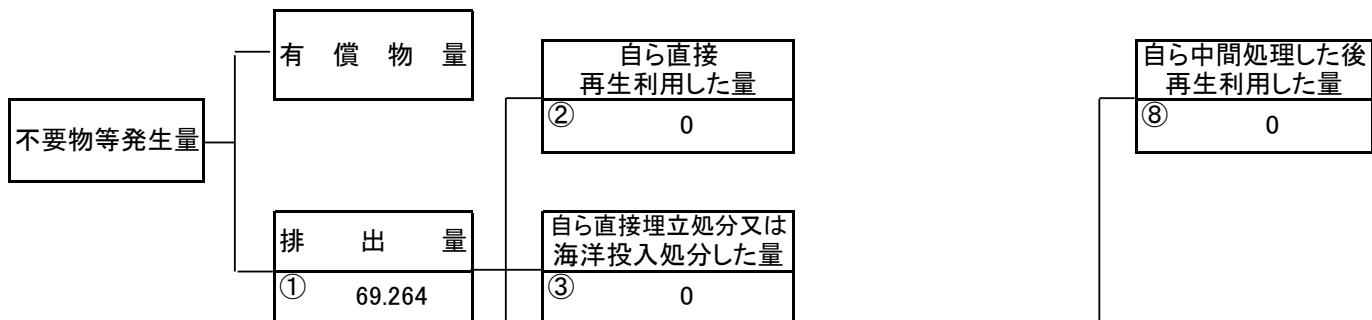 不要物等発生量
有償物量
排出量
① 69.264
自ら直接
再生利用した量
② 0
自ら直接埋立処分又は
海洋投入処分した量
③ 0
自ら中間処理した後
再生利用した量
⑧ 0